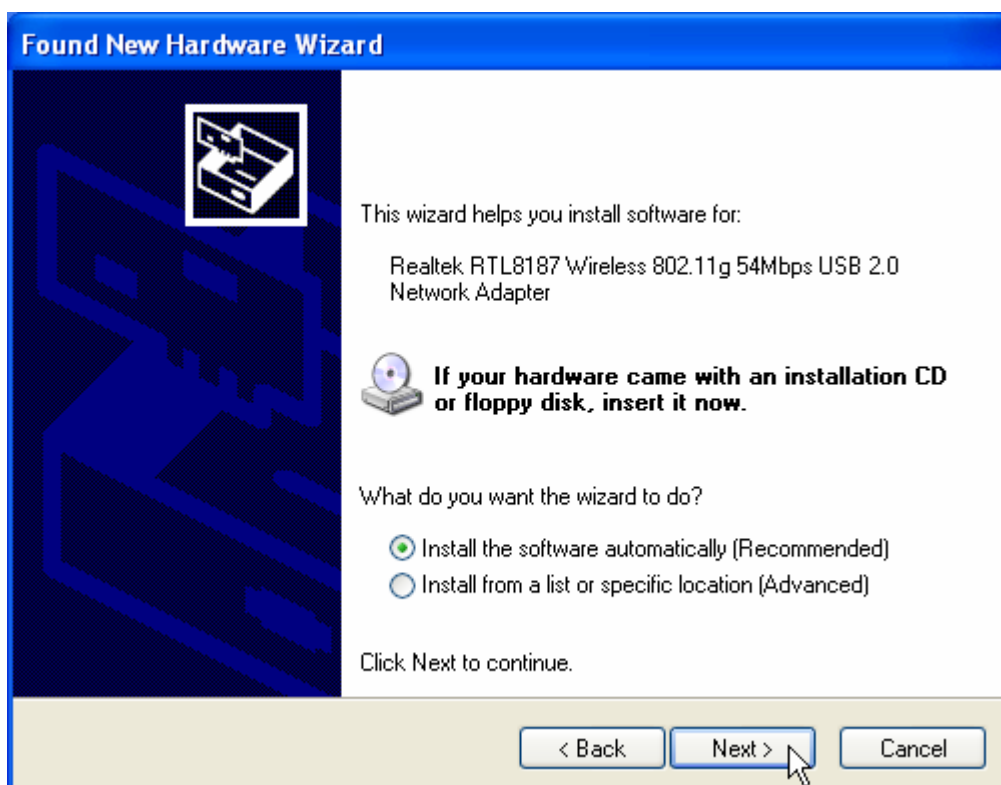 Found New Hardware Wizard
This wizard helps you install software for:
Realtek RTL8187 Wireless 802.11g 54Mbps USB 2.0
Network Adapter
If your hardware came with an installation CD
or floppy disk, insert it now.
What do you want the wizard to do?
Install the software automatically (Recommended)
Install from a list or specific location (Advanced)
Click Next to continue.
< Back Next > Cancel